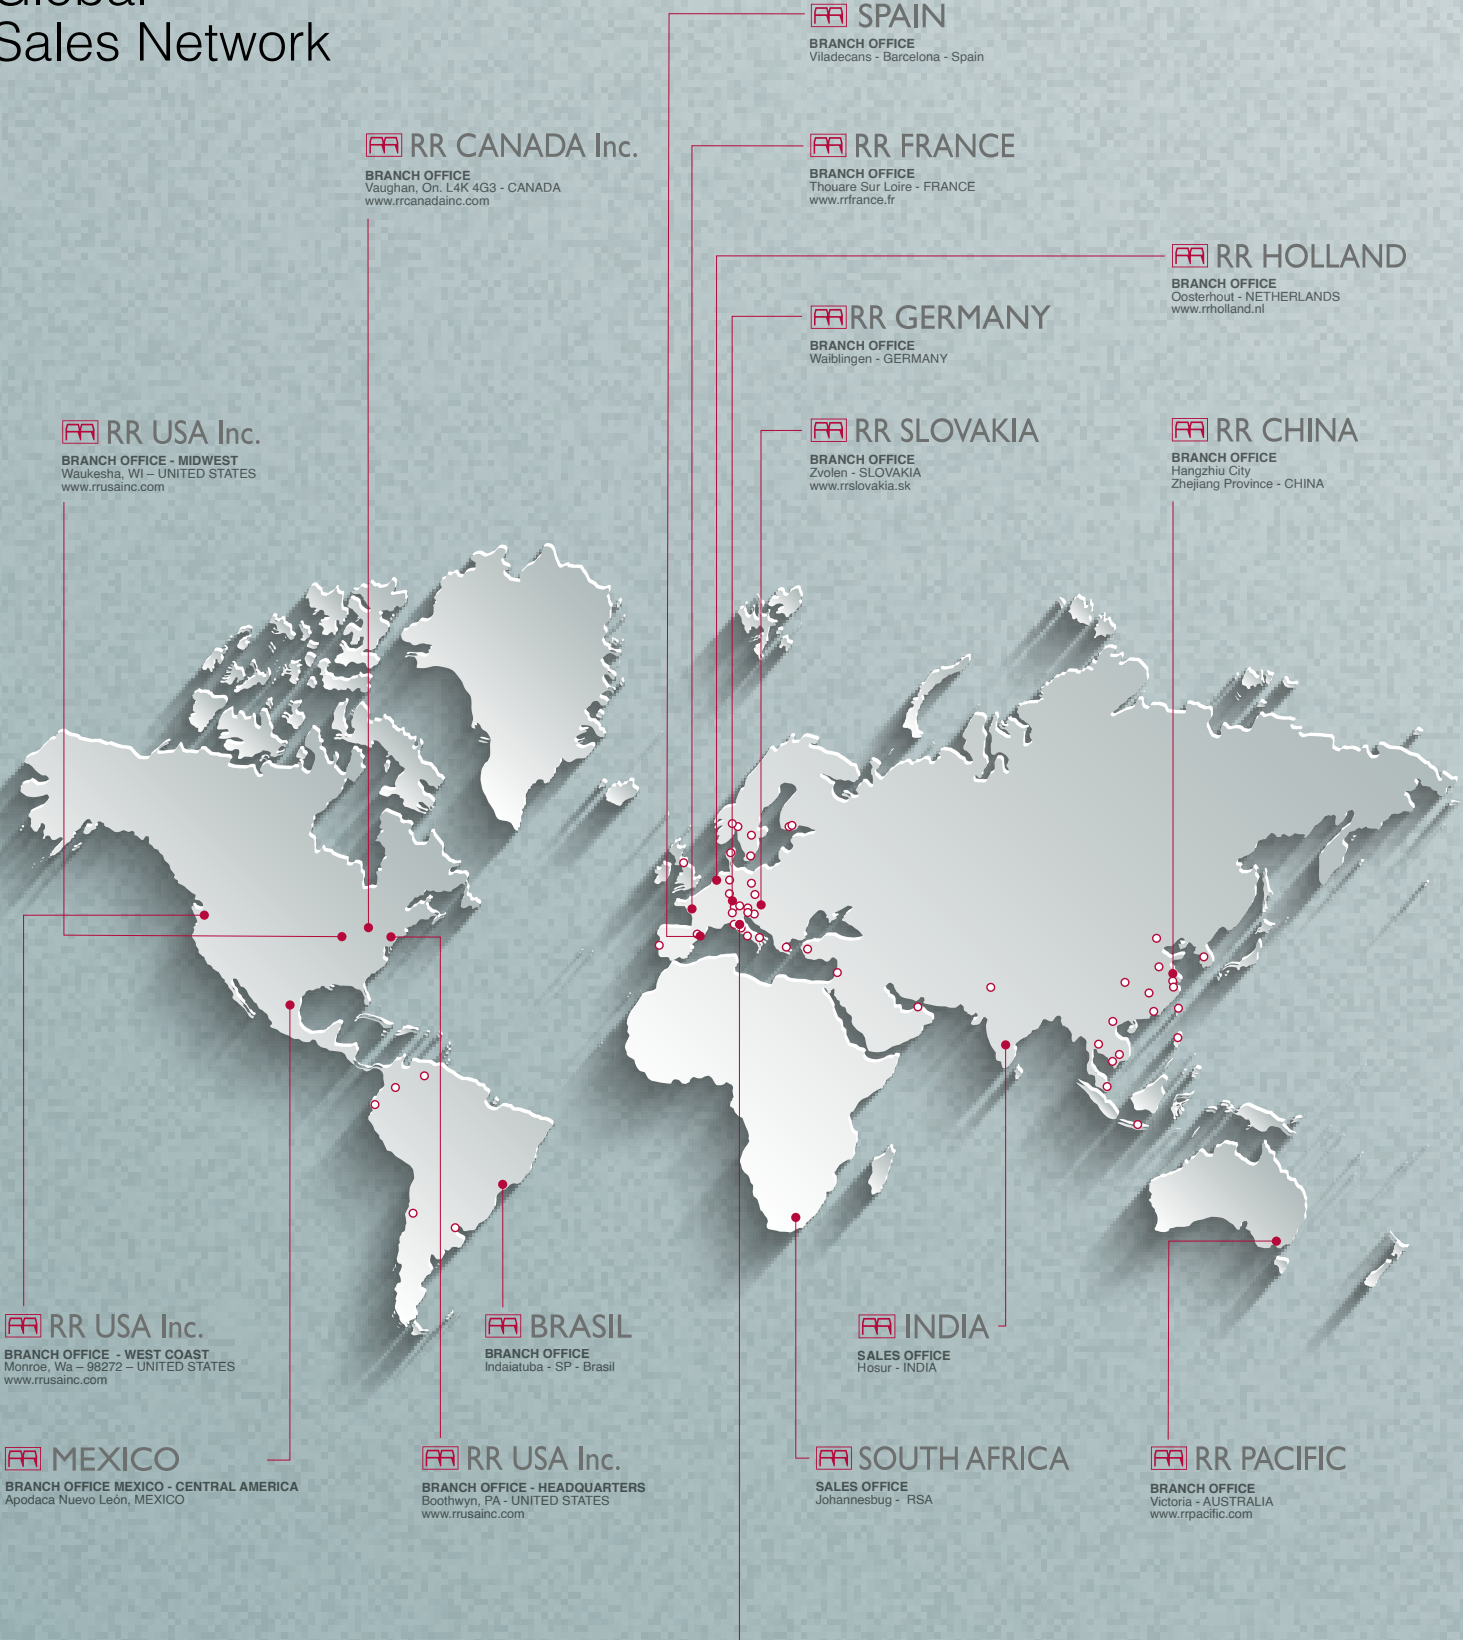 Global
Sales Network
SPAIN
BRANCH OFFICE
Viladecans - Barcelona - Spain
RR CANADA Inc.
BRANCH OFFICE
Vaughan, On. L4K 4G3 - CANADA
www.rrcanadainc.com
RR FRANCE
BRANCH OFFICE
Thouare Sur Loire - FRANCE
www.rrfrance.fr
RR HOLLAND
BRANCH OFFICE
Oosterhout - NETHERLANDS
www.rrholland.nl
RR GERMANY
BRANCH OFFICE
Waiblingen - GERMANY
RR USA Inc.
BRANCH OFFICE - MIDWEST
Waukesha, WI – UNITED STATES
www.rrusainc.com
RR SLOVAKIA
BRANCH OFFICE
Zvolen - SLOVAKIA
www.rrslovakia.sk
RR CHINA
BRANCH OFFICE
Hangzhiu City
Zhejiang Province - CHINA
RR USA Inc.
BRANCH OFFICE - WEST COAST
Monroe, Wa – 98272 – UNITED STATES
www.rrusainc.com
BRASIL
BRANCH OFFICE
Indaiatuba - SP - Brasil
INDIA
SALES OFFICE
Hosur - INDIA
MEXICO
BRANCH OFFICE MEXICO - CENTRAL AMERICA
Apodaca Nuevo León, MEXICO
RR USA Inc.
BRANCH OFFICE - HEADQUARTERS
Boothwyn, PA - UNITED STATES
www.rrusainc.com
SOUTH AFRICA
SALES OFFICE
Johannesbug - RSA
RR PACIFIC
BRANCH OFFICE
Victoria - AUSTRALIA
www.rrpacific.com